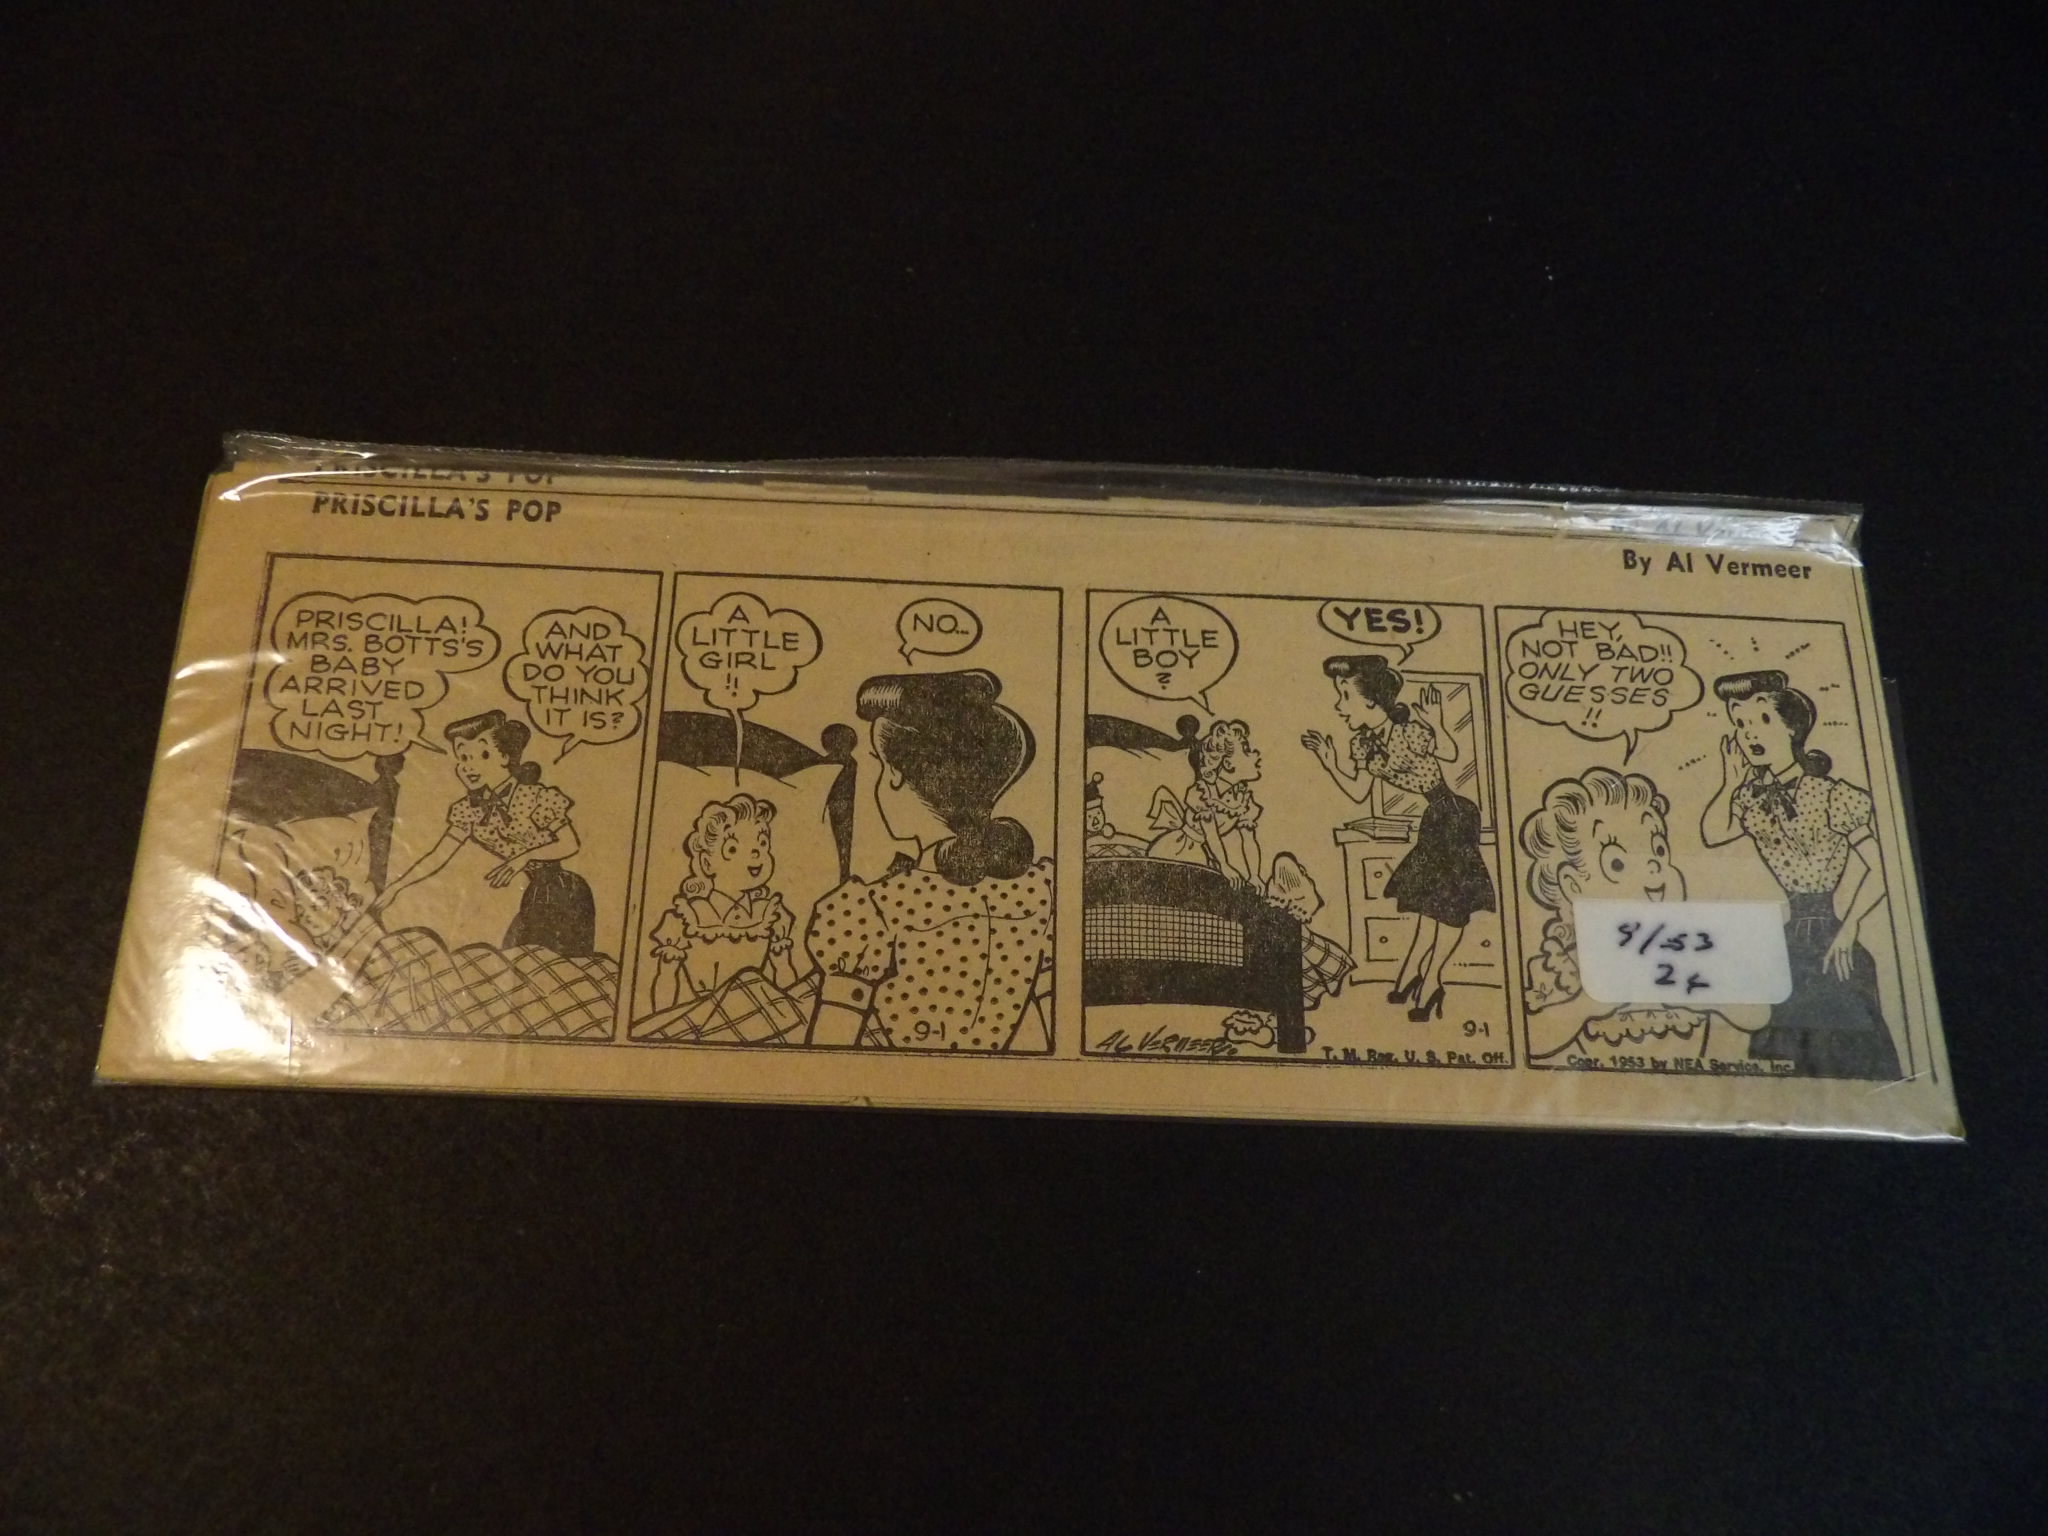 PRISCILLA'S POP
PRISCILLA'S POP
By Al Vermeer
PRISCILLA!
MRS. BOTTS'S
BABY
ARRIVED
LAST
NIGHT!
AND
WHAT
DO YOU
THINK
IT IS?
A
LITTLE
GIRL
!!
NO...
9-1
A
LITTLE
BOY
?
YES!
AL VERMEER
9-1
T. M. Reg. U. S. Pat. Off.
HEY,
NOT BAD!!
ONLY TWO
GUESSES
!!
Copr. 1953 by NEA Service, Inc.
9/53